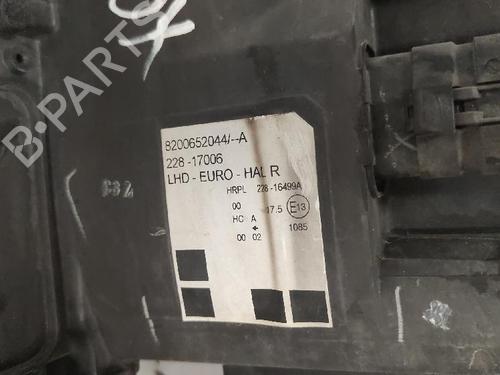 8200652044/--A
228 -17006
LHD - EURO - HAL R
HRPL 228 -16499A
00 17.5 E13
HC A 1085
00 02
B-PARTS